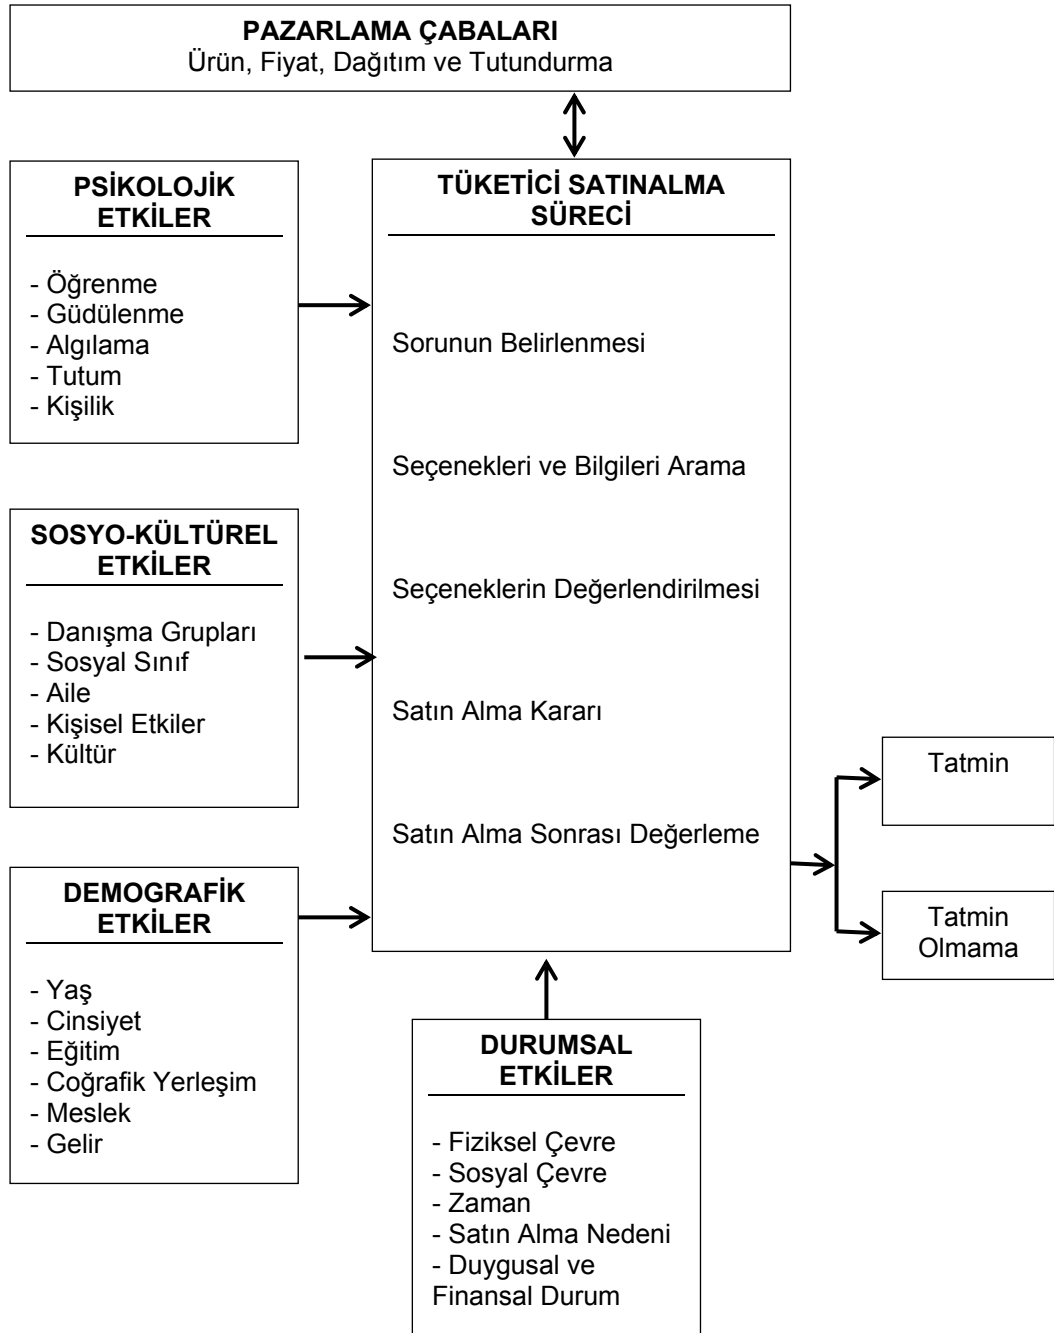 PAZARLAMA ÇABALARI
Ürün, Fiyat, Dağıtım ve Tutundurma
PSİKOLOJİK
ETKİLER
- Öğrenme
- Güdülenme
- Algılama
- Tutum
- Kişilik
SOSYO-KÜLTÜREL
ETKİLER
- Danışma Grupları
- Sosyal Sınıf
- Aile
- Kişisel Etkiler
- Kültür
DEMOGRAFİK
ETKİLER
- Yaş
- Cinsiyet
- Eğitim
- Coğrafik Yerleşim
- Meslek
- Gelir
TÜKETİCİ SATINALMA
SÜRECİ
Sorunun Belirlenmesi
Seçenekleri ve Bilgileri Arama
Seçeneklerin Değerlendirilmesi
Satın Alma Kararı
Satın Alma Sonrası Değerleme
DURUMSAL
ETKİLER
- Fiziksel Çevre
- Sosyal Çevre
- Zaman
- Satın Alma Nedeni
- Duygusal ve
Finansal Durum
Tatmin
Tatmin
Olmama